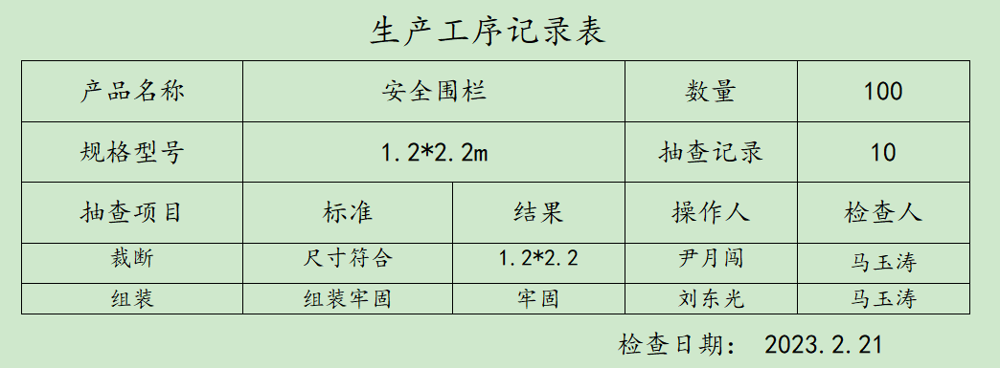 生产工序记录表
产品名称 安全围栏 数量 100
规格型号 1.2*2.2m 抽查记录 10
抽查项目 标准 结果 操作人 检查人
裁断 尺寸符合 1.2*2.2 尹月闯 马玉涛
组装 组装牢固 牢固 刘东光 马玉涛
检查日期： 2023.2.21